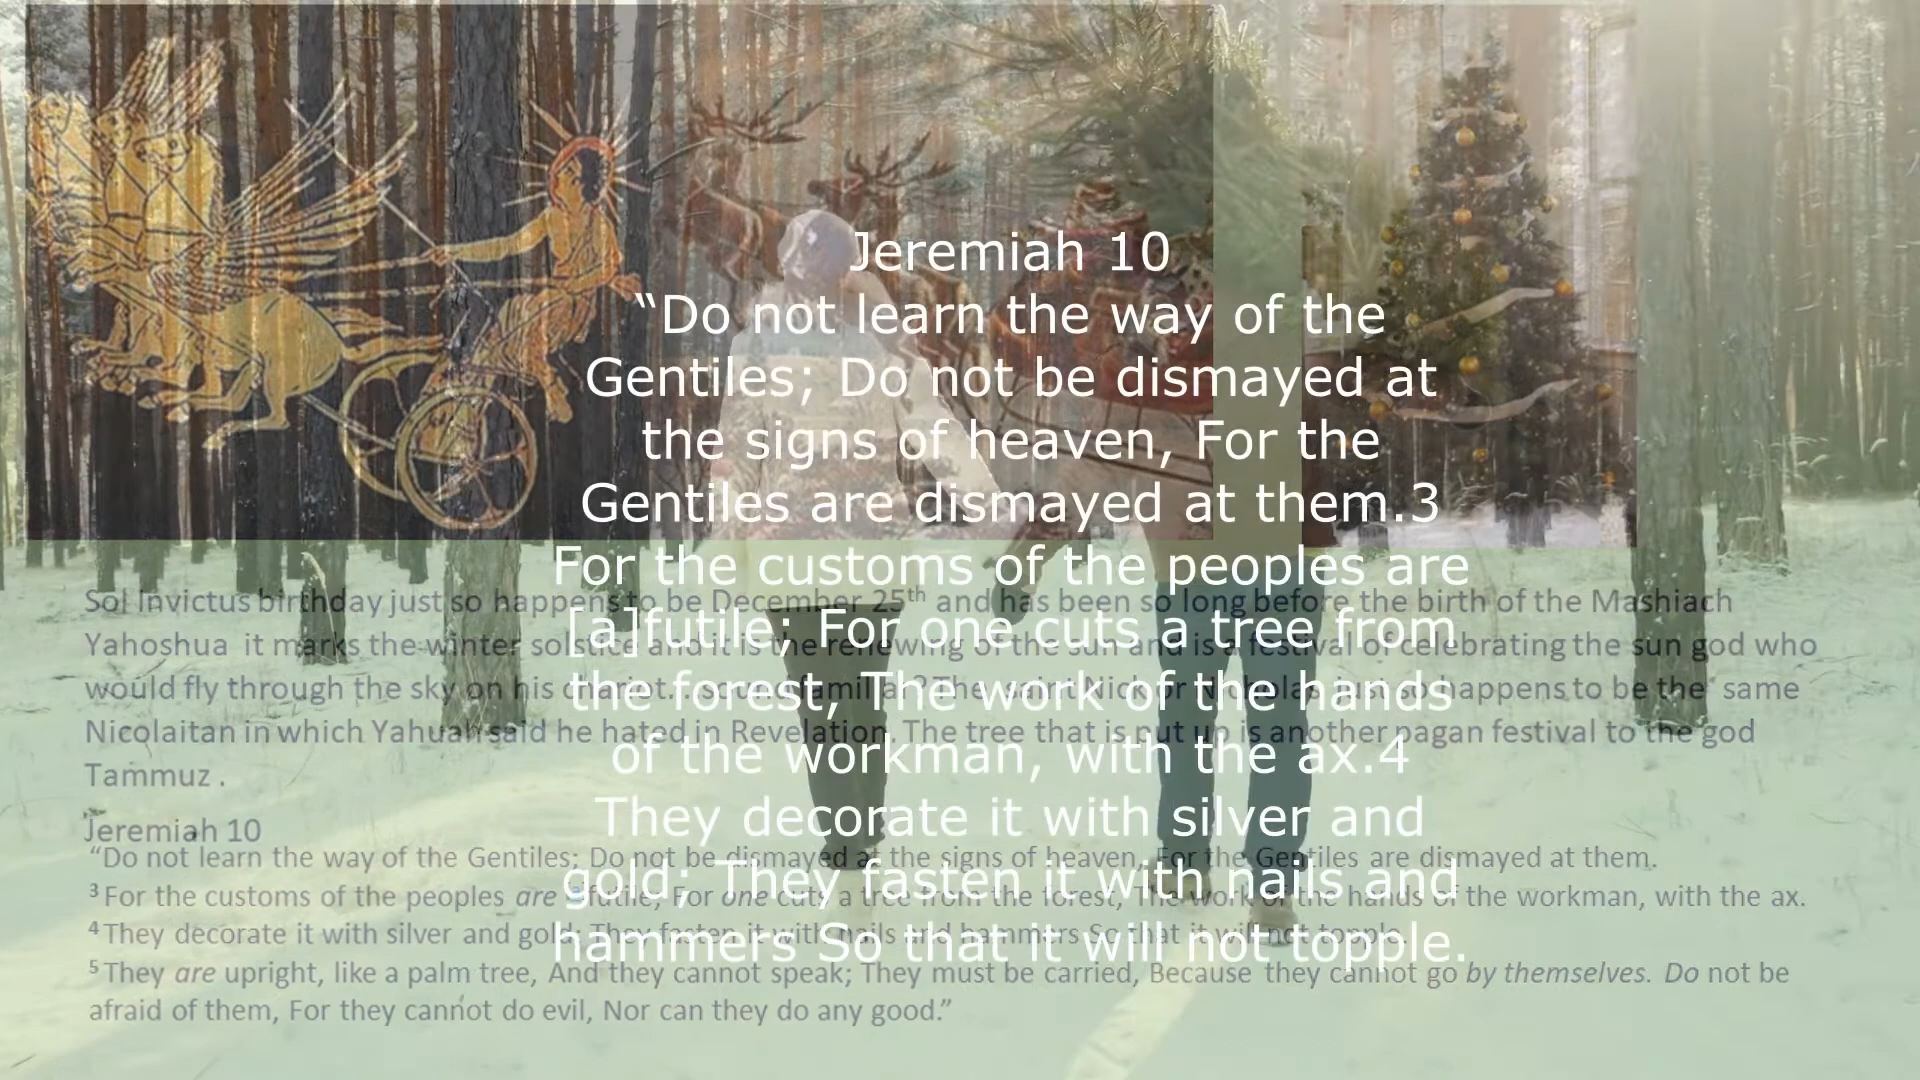 Jeremiah 10
“Do not learn the way of the
Gentiles; Do not be dismayed at
the signs of heaven, For the
Gentiles are dismayed at them.3
For the customs of the peoples are
[a]futile; For one cuts a tree from
the forest, The work of the hands
of the workman, with the ax.4
They decorate it with silver and
gold; They fasten it with nails and
hammers So that it will not topple.
Sol Invictus birthday just so happens to be December 25th and has been so long before the birth of the Mashiach
Yahoshua it marks the winter solstice and it is the renewing of the sun and is a festival of celebrating the sun god who
would fly through the sky on his chariot. sound familiar? The saint Nick or Nicholas just so happens to be the same
Nicolaitan in which Yahuah said he hated in Revelation. The tree that is put up is another pagan festival to the god
Tammuz .
Jeremiah 10
“Do not learn the way of the Gentiles; Do not be dismayed at the signs of heaven, For the Gentiles are dismayed at them.
3 For the customs of the peoples are futile; For one cuts a tree from the forest, The work of the hands of the workman, with the ax.
4 They decorate it with silver and gold; They fasten it with nails and hammers So that it will not topple.
5 They are upright, like a palm tree, And they cannot speak; They must be carried, Because they cannot go by themselves. Do not be
afraid of them, For they cannot do evil, Nor can they do any good.”